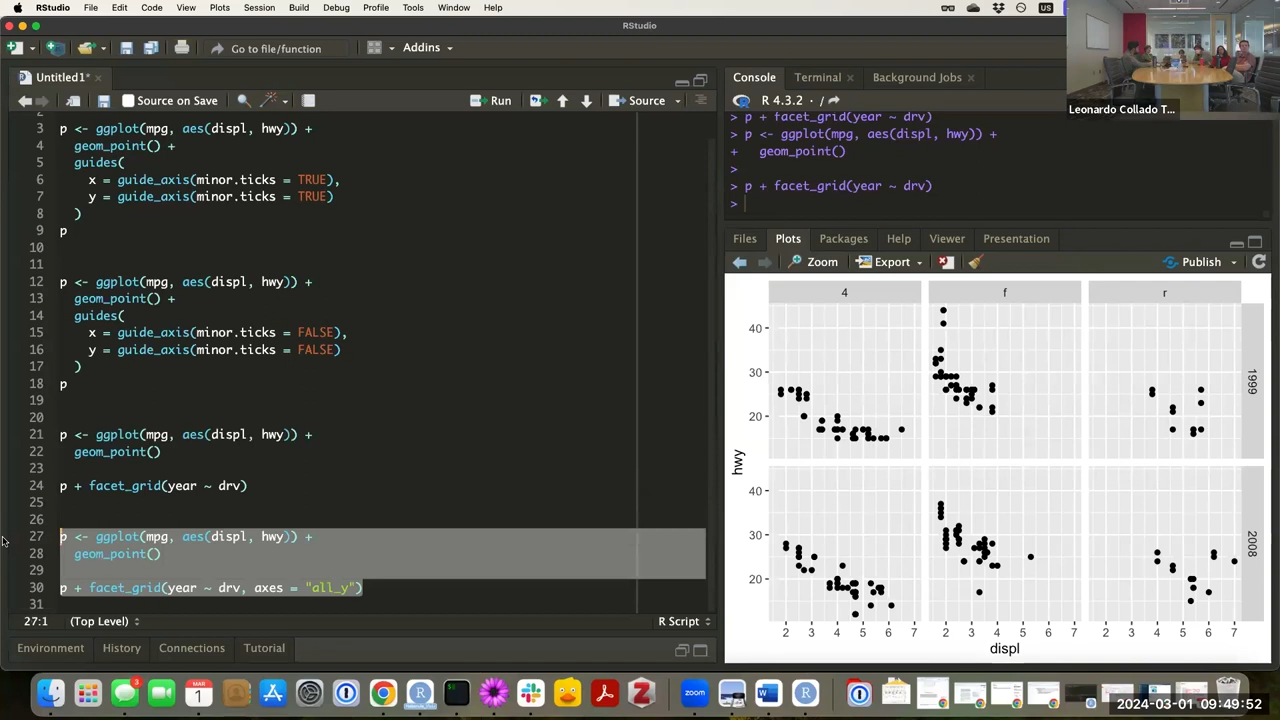 RStudio File Edit Code View Plots Session Build Debug Profile Tools Window Help US
RStudio
Go to file/function Addins
Untitled1*
Source on Save Run Source
2
3 p <- ggplot(mpg, aes(displ, hwy)) +
4 geom_point() +
5 guides(
6 x = guide_axis(minor.ticks = TRUE),
7 y = guide_axis(minor.ticks = TRUE)
8 )
9 p
10
11
12 p <- ggplot(mpg, aes(displ, hwy)) +
13 geom_point() +
14 guides(
15 x = guide_axis(minor.ticks = FALSE),
16 y = guide_axis(minor.ticks = FALSE)
17 )
18 p
19
20
21 p <- ggplot(mpg, aes(displ, hwy)) +
22 geom_point()
23
24 p + facet_grid(year ~ drv)
25
26
27 p <- ggplot(mpg, aes(displ, hwy)) +
28 geom_point()
29
30 p + facet_grid(year ~ drv, axes = "all_y")
31
27:1 (Top Level) R Script
Environment History Connections Tutorial
Console Terminal Background Jobs
R 4.3.2 · /
> p + facet_grid(year ~ drv)
> p <- ggplot(mpg, aes(displ, hwy)) +
+ geom_point()
>
> p + facet_grid(year ~ drv)
>
Leonardo Collado T...
Files Plots Packages Help Viewer Presentation
Zoom Export Publish
4 f r
40
30
20
1999
hwy
40
30
20
2008
2 3 4 5 6 7 2 3 4 5 6 7 2 3 4 5 6 7
displ
3
MAR
1
2024-03-01 09:49:52